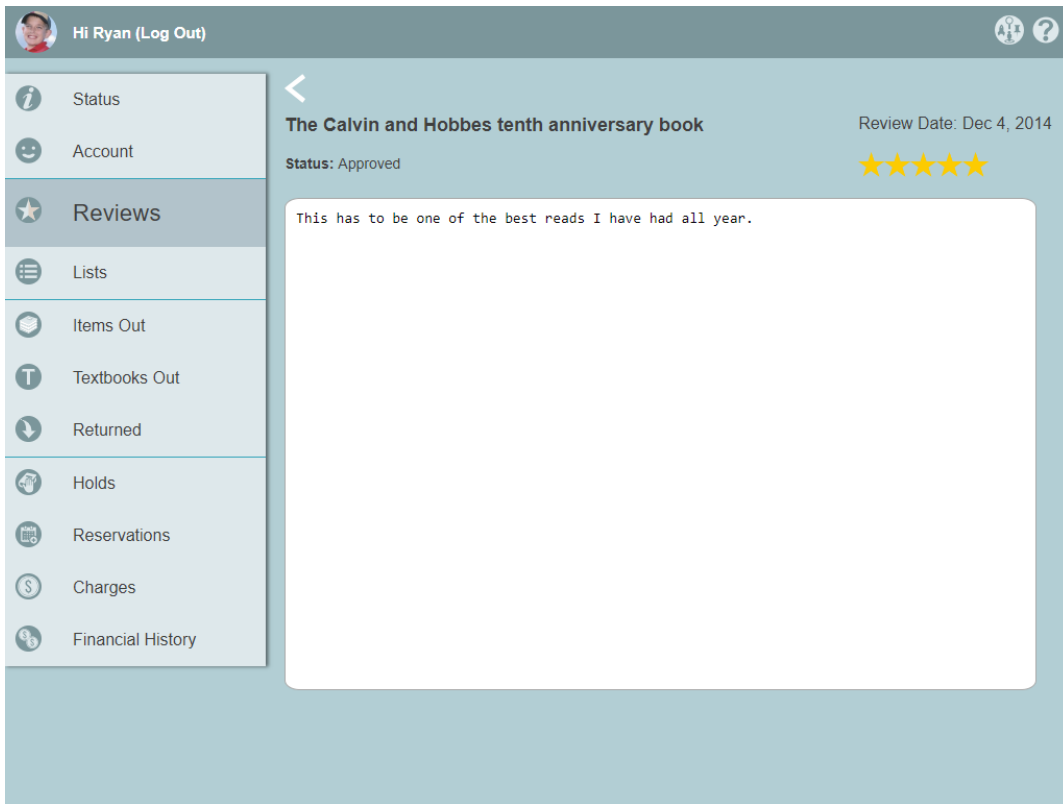 Hi Ryan (Log Out)
Status
Account
Reviews
Lists
Items Out
Textbooks Out
Returned
Holds
Reservations
Charges
Financial History
The Calvin and Hobbes tenth anniversary book
Review Date: Dec 4, 2014
Status: Approved
This has to be one of the best reads I have had all year.